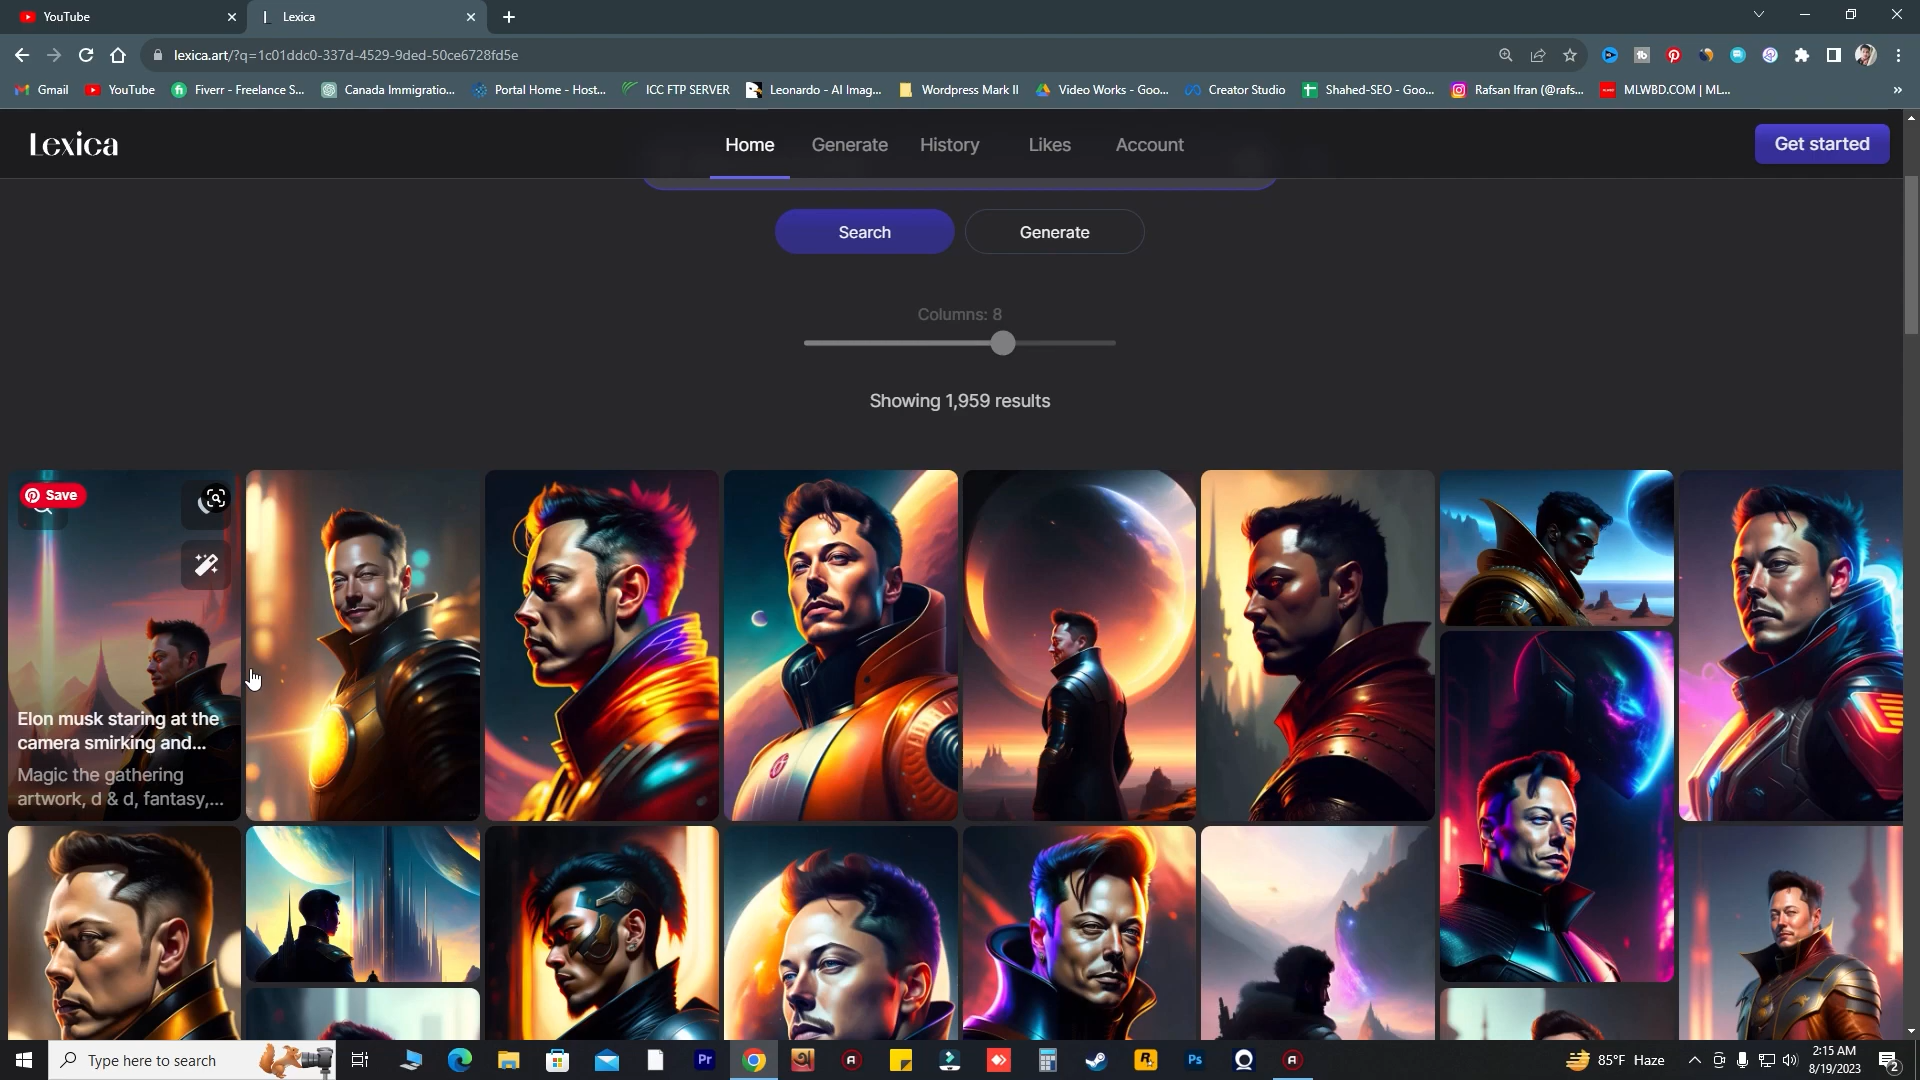 YouTube
Lexica
lexica.art/?q=1c01ddc0-337d-4529-9ded-50ce6728fd5e
Gmail
YouTube
Fiverr - Freelance S...
Canada Immigratio...
Portal Home - Host...
ICC FTP SERVER
Leonardo - AI Imag...
Wordpress Mark II
Video Works - Goo...
Creator Studio
Shahed-SEO - Goo...
Rafsan Ifran (@rafs...
MLWBD.COM | ML...
»
Lexica
Home
Generate
History
Likes
Account
Get started
Search
Generate
Columns: 8
Showing 1,959 results
Save
Elon musk staring at the
camera smirking and...
Magic the gathering
artwork, d & d, fantasy,...
Type here to search
Pr
Ps
85°F Haze
2:15 AM
8/19/2023
2